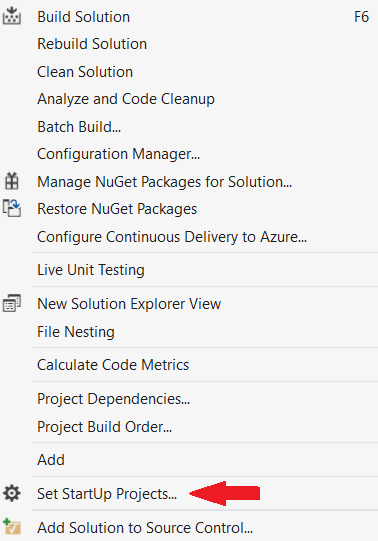 Build Solution F6
Rebuild Solution
Clean Solution
Analyze and Code Cleanup
Batch Build...
Configuration Manager...
Manage NuGet Packages for Solution...
Restore NuGet Packages
Configure Continuous Delivery to Azure...
Live Unit Testing
New Solution Explorer View
File Nesting
Calculate Code Metrics
Project Dependencies...
Project Build Order...
Add
Set StartUp Projects...
Add Solution to Source Control...